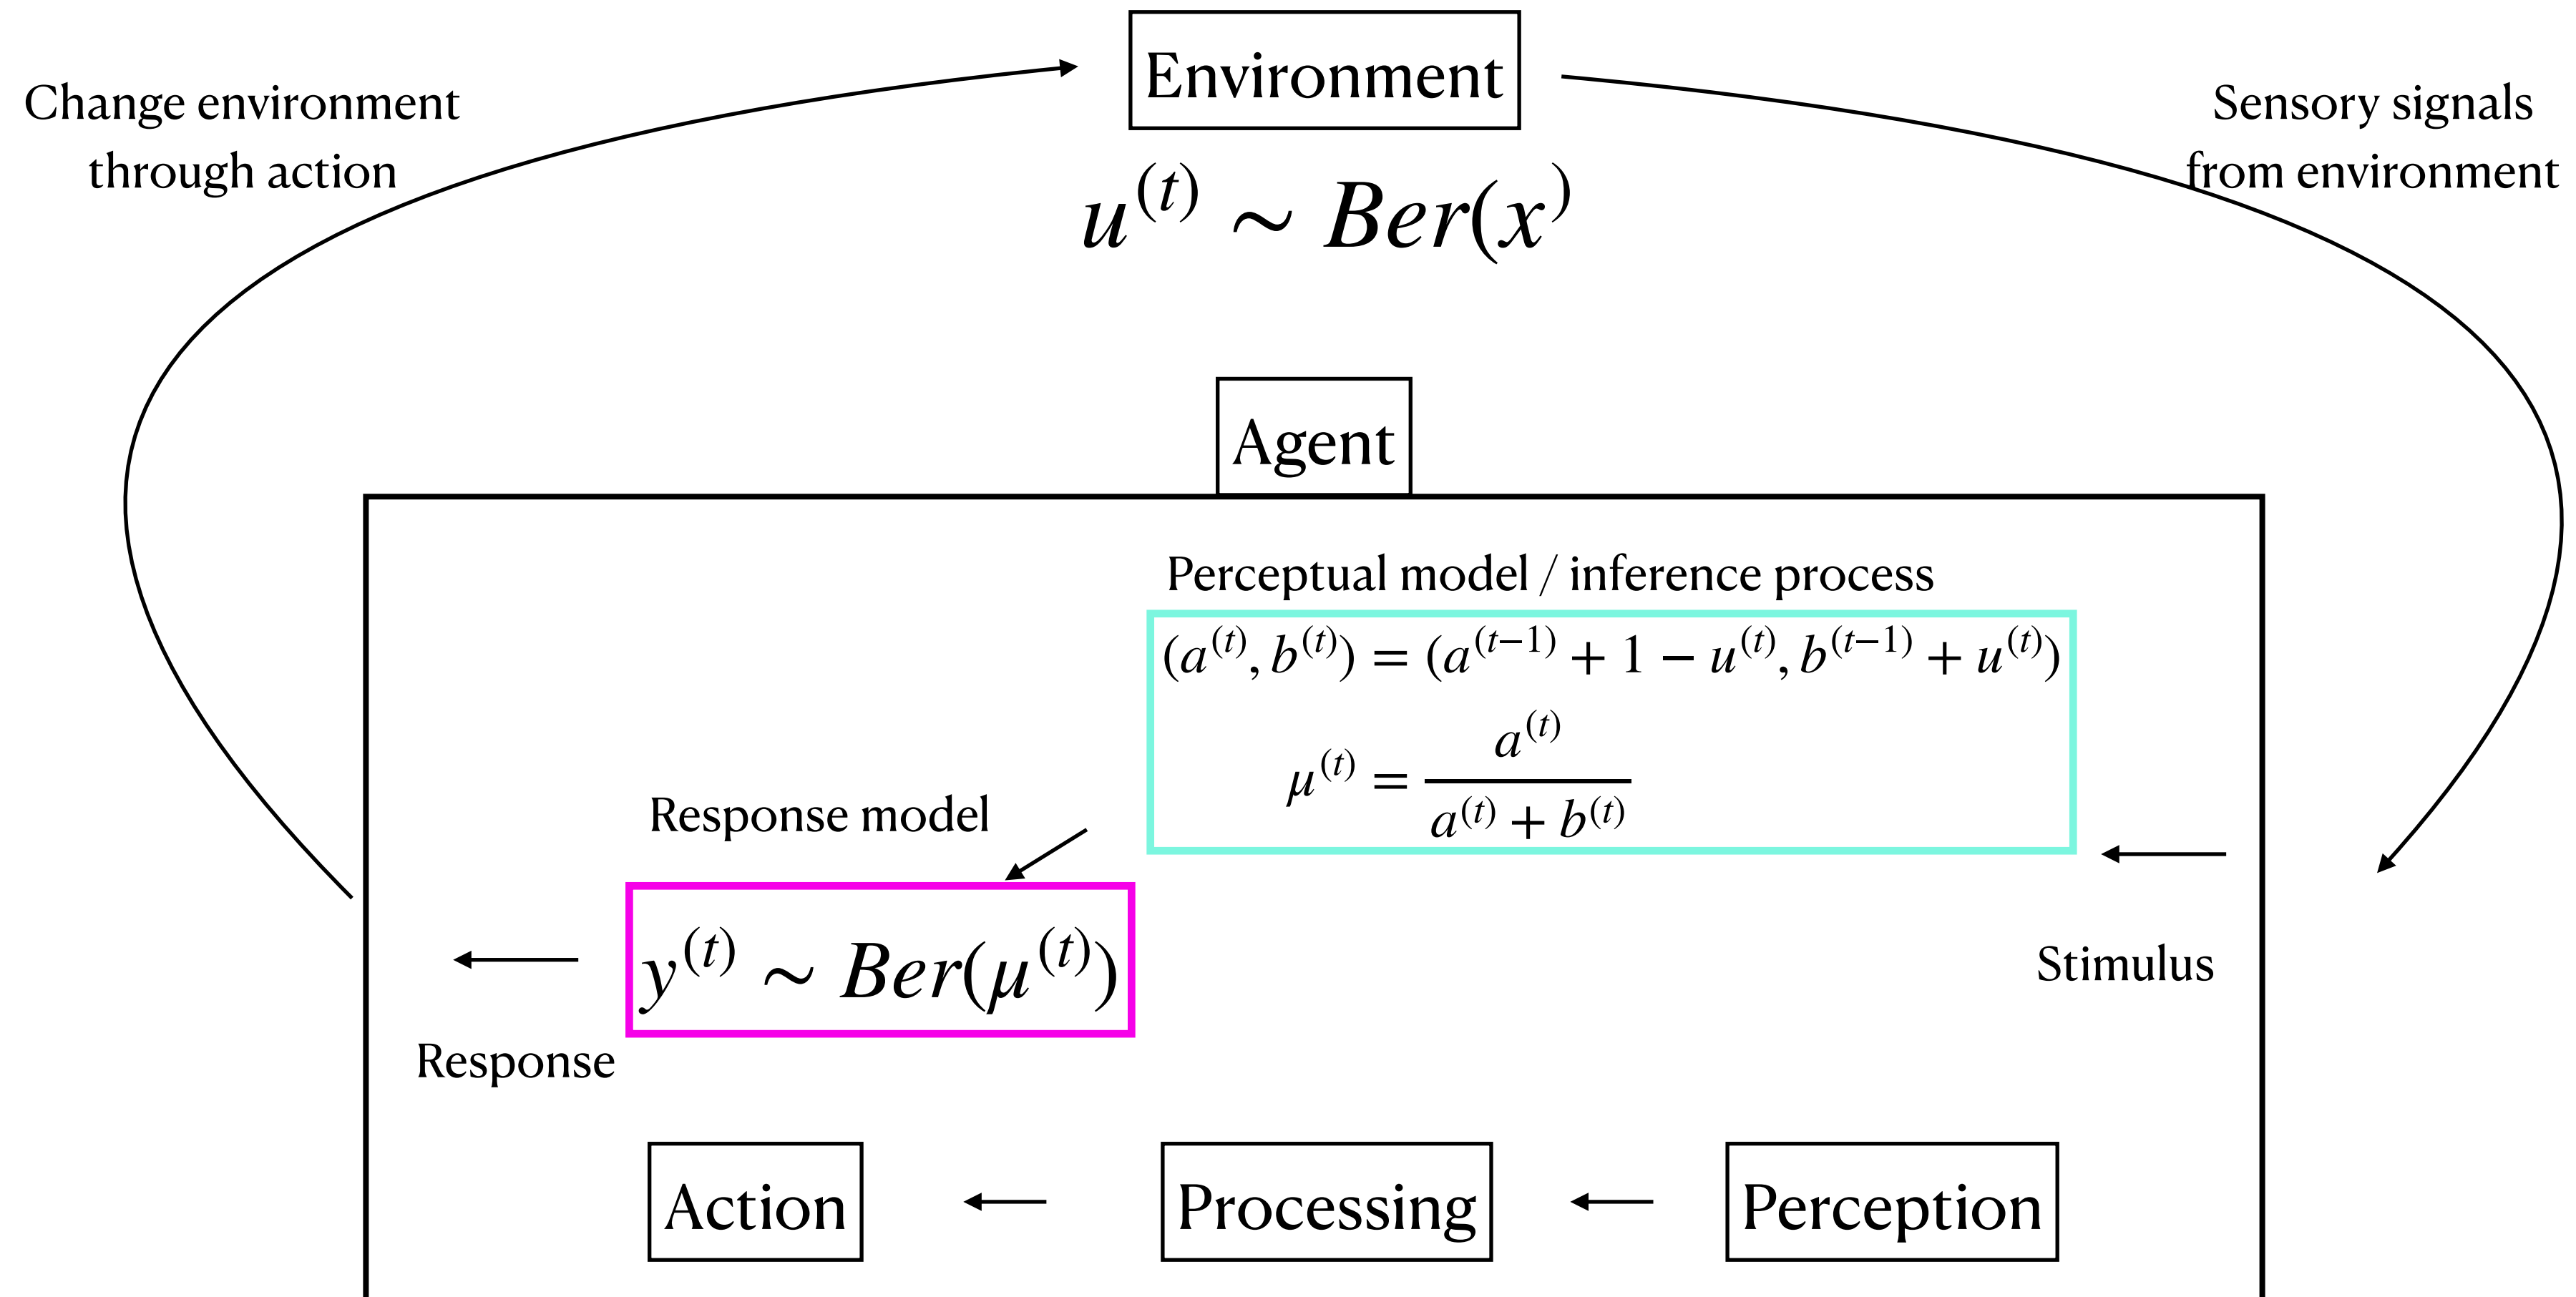 Environment
Change environment
through action
Sensory signals
from environment
u^(t) ∼ Ber(x^)
Agent
Perceptual model / inference process
(a^(t), b^(t)) = (a^(t−1) + 1 − u^(t), b^(t−1) + u^(t))
μ^(t) = a^(t) / (a^(t) + b^(t))
Response model
y^(t) ∼ Ber(μ^(t))
Stimulus
Response
Action
Processing
Perception